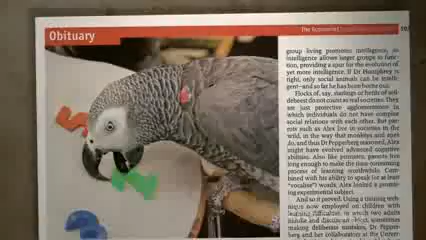 Obituary
The Economist
group living promotes intelligence, as
intelligence allows larger groups to func-
tion, providing a spur for the evolution of
yet more intelligence. If Dr Humphrey is
right, only social animals can be intelli-
gent—and so far he has been borne out.
Flocks of, say, starlings or herds of wil-
debeest do not count as real societies. They
are just protective agglomerations in
which individuals do not have complex
social relations with each other. But par-
rots such as Alex live in societies in the
wild, in the way that monkeys and apes
do, and thus Dr Pepperberg reasoned, Alex
might have evolved advanced cognitive
abilities. Also like primates, parrots live
long enough to make the time-consuming
process of learning worthwhile. Com-
bined with his ability to speak (or at least
"vocalise") words, Alex looked a promis-
ing experimental subject.
And so it proved. Using a training tech-
nique now employed on children with
learning difficulties, in which two adults
handle and discuss an object, sometimes
making deliberate mistakes, Dr Pepper-
berg and her collaborators at the Univer-